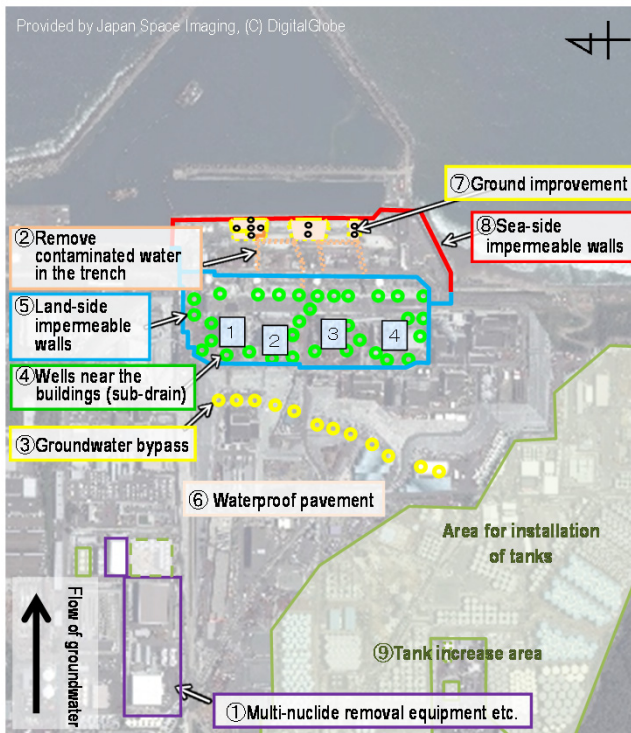 Provided by Japan Space Imaging, (C) DigitalGlobe
⑦Ground improvement
②Remove
contaminated water
in the trench
⑧Sea-side
impermeable walls
⑤Land-side
impermeable
walls
1
2
3
4
④Wells near the
buildings (sub-drain)
③Groundwater bypass
⑥ Waterproof pavement
Area for installation
of tanks
Flow of groundwater
⑨Tank increase area
①Multi-nuclide removal equipment etc.